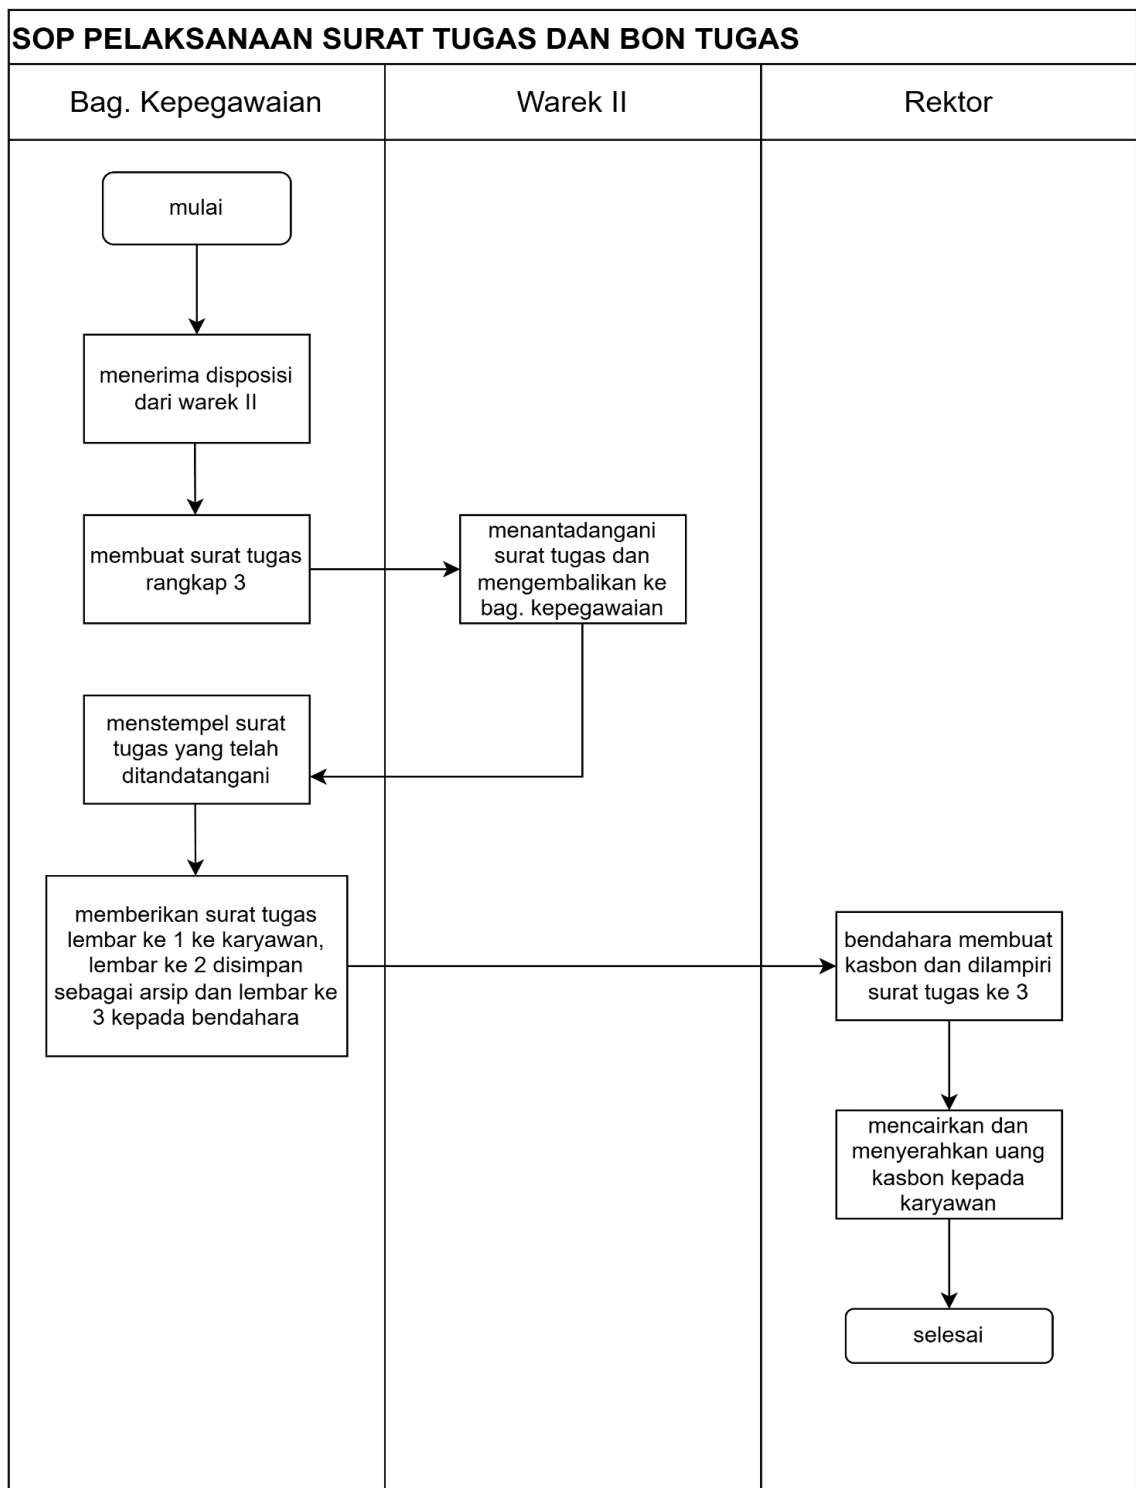 SOP PELAKSANAAN SURAT TUGAS DAN BON TUGAS
Bag. Kepegawaian
Warek II
Rektor
mulai
menerima disposisi
dari warek II
membuat surat tugas
rangkap 3
menantadangani
surat tugas dan
mengembalikan ke
bag. kepegawaian
menstempel surat
tugas yang telah
ditandatangani
memberikan surat tugas
lembar ke 1 ke karyawan,
lembar ke 2 disimpan
sebagai arsip dan lembar ke
3 kepada bendahara
bendahara membuat
kasbon dan dilampiri
surat tugas ke 3
mencairkan dan
menyerahkan uang
kasbon kepada
karyawan
selesai